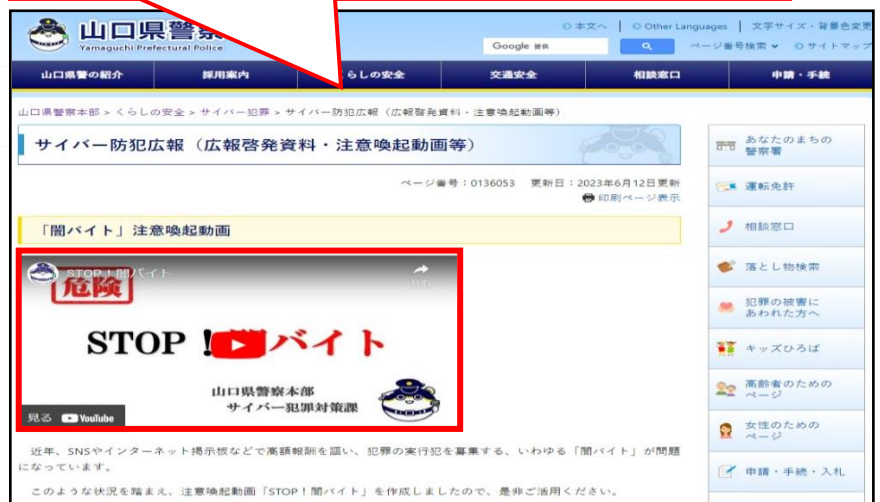 山口県警察
Yamaguchi Prefectural Police
本文へ
Other Languages
文字サイズ・背景色変更
Google 提供
ページ番号検索
サイトマップ
山口県警の紹介
採用案内
くらしの安全
交通安全
相談窓口
申請・手続
山口県警察本部 > くらしの安全 > サイバー犯罪 > サイバー防犯広報（広報啓発資料・注意喚起動画等）
サイバー防犯広報（広報啓発資料・注意喚起動画等）
ページ番号：0136053 更新日：2023年6月12日更新
印刷ページ表示
「闇バイト」注意喚起動画
STOP！闇バイト
共有
危険
STOP！闇バイト
山口県警察本部
サイバー犯罪対策課
見る YouTube
近年、SNSやインターネット掲示板などで高額報酬を謳い、犯罪の実行犯を募集する、いわゆる「闇バイト」が問題
になっています。
このような状況を踏まえ、注意喚起動画「STOP！闇バイト」を作成しましたので、是非ご活用ください。
あなたのまちの
警察署
運転免許
相談窓口
落とし物検索
犯罪の被害に
あわれた方へ
キッズひろば
高齢者のための
ページ
女性のための
ページ
申請・手続・入札